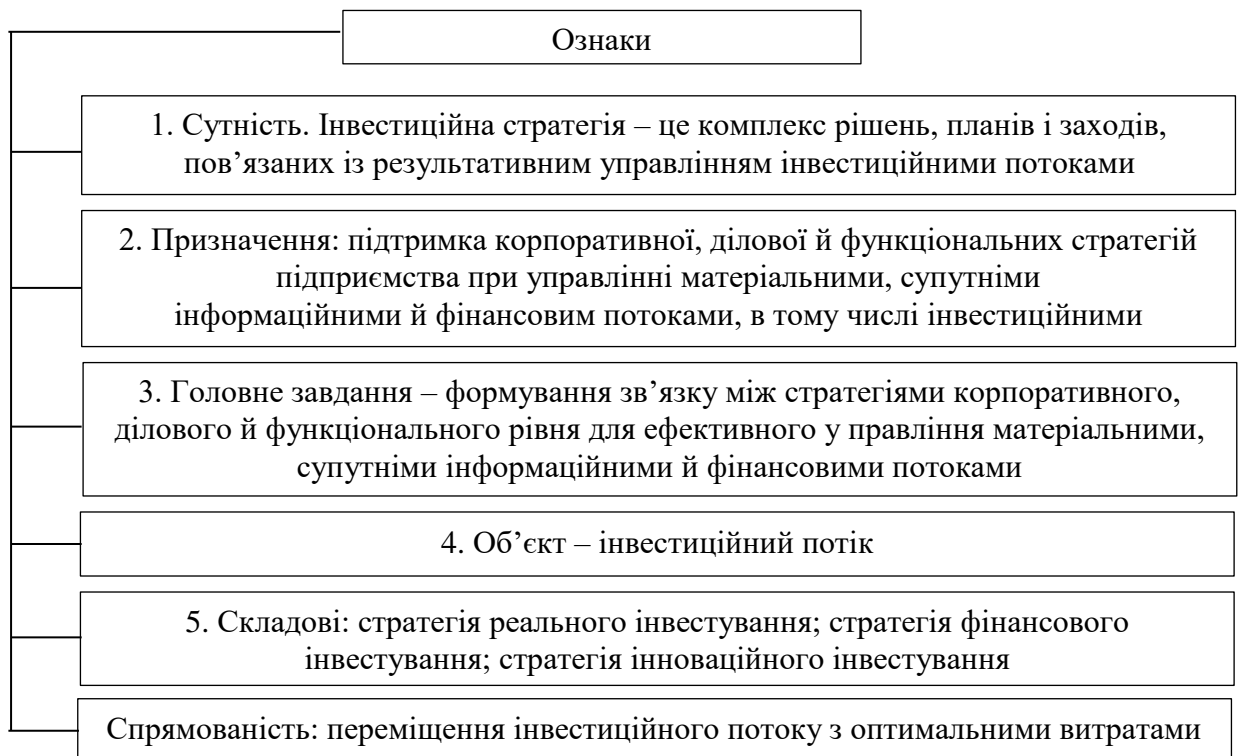 Ознаки
1. Сутність. Інвестиційна стратегія – це комплекс рішень, планів і заходів,
пов’язаних із результативним управлінням інвестиційними потоками
2. Призначення: підтримка корпоративної, ділової й функціональних стратегій
підприємства при управлінні матеріальними, супутніми
інформаційними й фінансовим потоками, в тому числі інвестиційними
3. Головне завдання – формування зв’язку між стратегіями корпоративного,
ділового й функціонального рівня для ефективного у правління матеріальними,
супутніми інформаційними й фінансовими потоками
4. Об’єкт – інвестиційний потік
5. Складові: стратегія реального інвестування; стратегія фінансового
інвестування; стратегія інноваційного інвестування
Спрямованість: переміщення інвестиційного потоку з оптимальними витратами